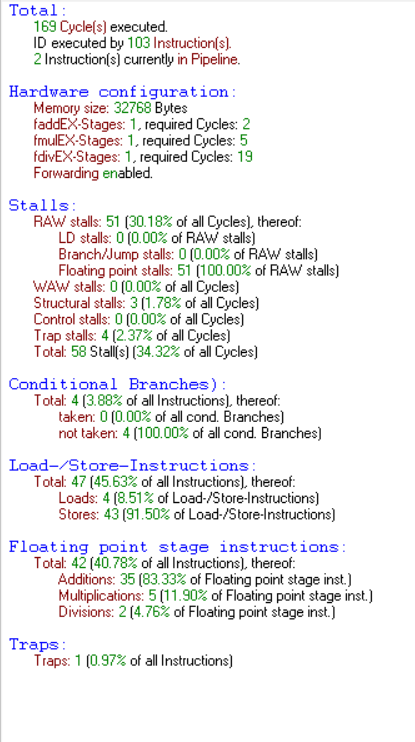 Total:
169 Cycle(s) executed.
ID executed by 103 Instruction(s).
2 Instruction(s) currently in Pipeline.
Hardware configuration:
Memory size: 32768 Bytes
faddEX-Stages: 1, required Cycles: 2
fmulEX-Stages: 1, required Cycles: 5
fdivEX-Stages: 1, required Cycles: 19
Forwarding enabled.
Stalls:
RAW stalls: 51 (30.18% of all Cycles), thereof:
LD stalls: 0 (0.00% of RAW stalls)
Branch/Jump stalls: 0 (0.00% of RAW stalls)
Floating point stalls: 51 (100.00% of RAW stalls)
WAW stalls: 0 (0.00% of all Cycles)
Structural stalls: 3 (1.78% of all Cycles)
Control stalls: 0 (0.00% of all Cycles)
Trap stalls: 4 (2.37% of all Cycles)
Total: 58 Stall(s) (34.32% of all Cycles)
Conditional Branches):
Total: 4 (3.88% of all Instructions), thereof:
taken: 0 (0.00% of all cond. Branches)
not taken: 4 (100.00% of all cond. Branches)
Load-/Store-Instructions:
Total: 47 (45.63% of all Instructions), thereof:
Loads: 4 (8.51% of Load-/Store-Instructions)
Stores: 43 (91.50% of Load-/Store-Instructions)
Floating point stage instructions:
Total: 42 (40.78% of all Instructions), thereof:
Additions: 35 (83.33% of Floating point stage inst.)
Multiplications: 5 (11.90% of Floating point stage inst.)
Divisions: 2 (4.76% of Floating point stage inst.)
Traps:
Traps: 1 (0.97% of all Instructions)